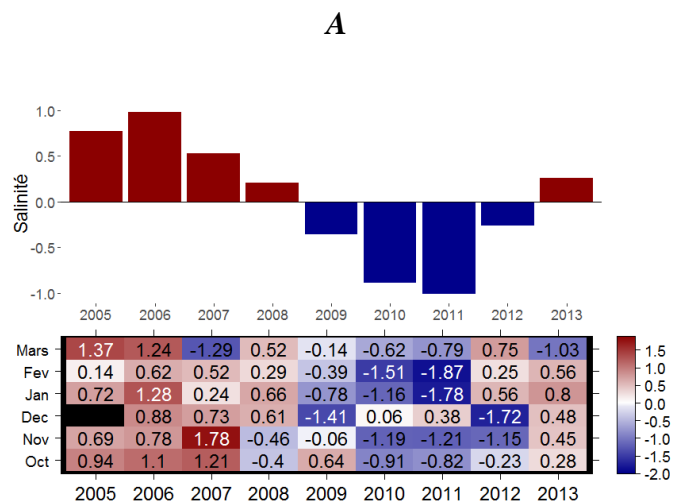 A
1.0
0.5
0.0
-0.5
-1.0
Salinité
2005 2006 2007 2008 2009 2010 2011 2012 2013
Mars 1.37 1.24 -1.29 0.52 -0.14 -0.62 -0.79 0.75 -1.03
Fev 0.14 0.62 0.52 0.29 -0.39 -1.51 -1.87 0.25 0.56
Jan 0.72 1.28 0.24 0.66 -0.78 -1.16 -1.78 0.56 0.8
Dec 0.88 0.73 0.61 -1.41 0.06 0.38 -1.72 0.48
Nov 0.69 0.78 1.78 -0.46 -0.06 -1.19 -1.21 -1.15 0.45
Oct 0.94 1.1 1.21 -0.4 0.64 -0.91 -0.82 -0.23 0.28
2005 2006 2007 2008 2009 2010 2011 2012 2013
1.5
1.0
0.5
0.0
-0.5
-1.0
-1.5
-2.0